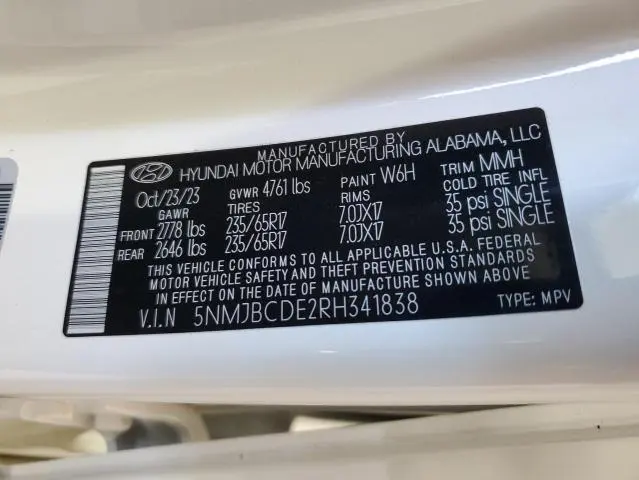 MANUFACTURED BY
HYUNDAI MOTOR MANUFACTURING ALABAMA, LLC
Oct/23/23 GVWR 4761 lbs PAINT W6H TRIM MMH
GAWR TIRES RIMS COLD TIRE INFL
FRONT 2778 lbs 235/65R17 7.0JX17 35 psi SINGLE
REAR 2646 lbs 235/65R17 7.0JX17 35 psi SINGLE
THIS VEHICLE CONFORMS TO ALL APPLICABLE U.S.A. FEDERAL
MOTOR VEHICLE SAFETY AND THEFT PREVENTION STANDARDS
IN EFFECT ON THE DATE OF MANUFACTURE SHOWN ABOVE
V.I.N 5NMJBCDE2RH341838 TYPE: MPV